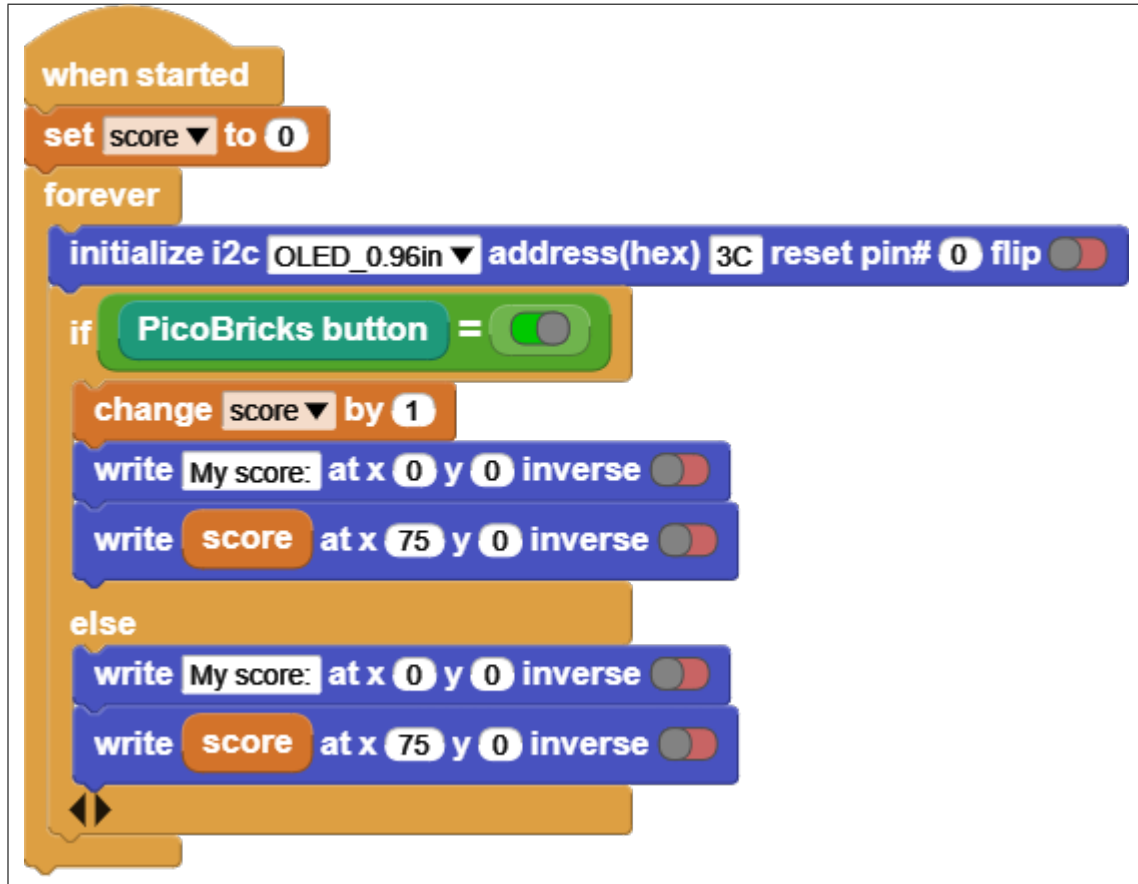 when started
set score to 0
forever
initialize i2c OLED_0.96in address(hex) 3C reset pin# 0 flip
if PicoBricks button =
change score by 1
write My score: at x 0 y 0 inverse
write score at x 75 y 0 inverse
else
write My score: at x 0 y 0 inverse
write score at x 75 y 0 inverse